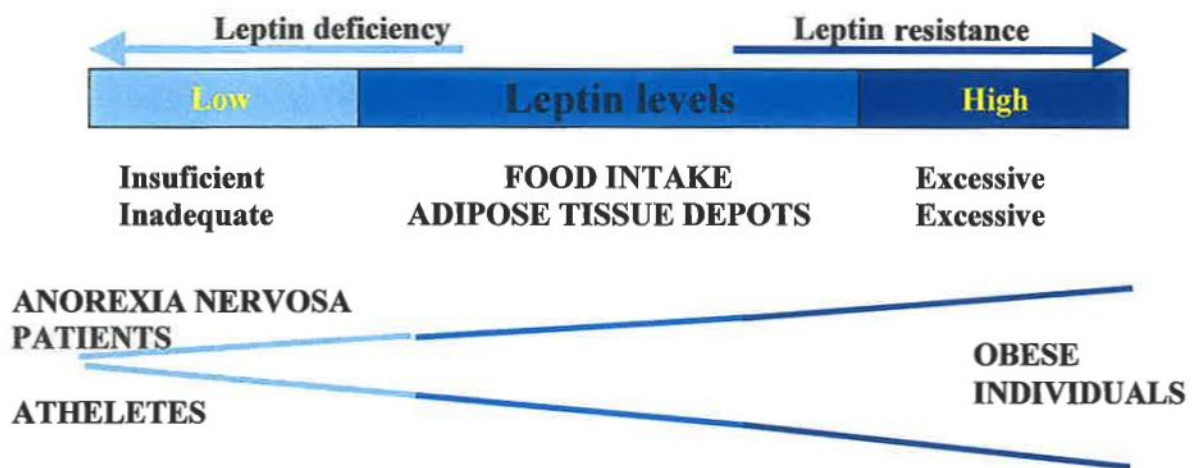 Leptin deficiency Leptin resistance
Low Leptin levels High
Insuficient FOOD INTAKE Excessive
Inadequate ADIPOSE TISSUE DEPOTS Excessive
ANOREXIA NERVOSA
PATIENTS
OBESE
INDIVIDUALS
ATHELETES